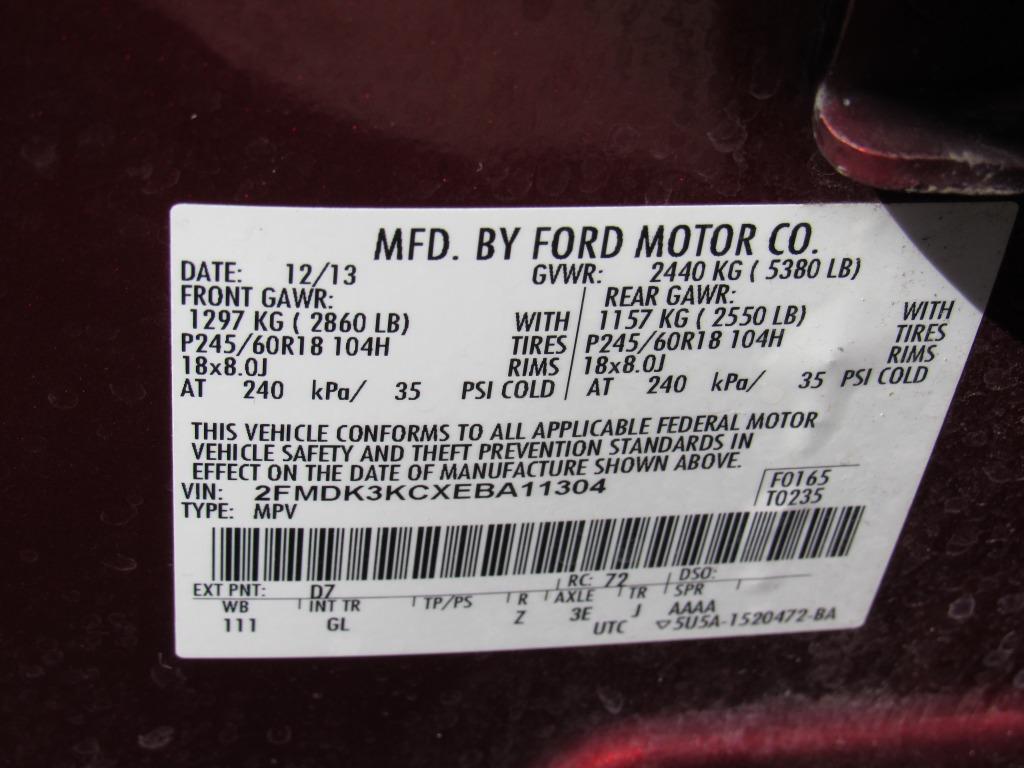 MFD. BY FORD MOTOR CO.
DATE: 12/13 GVWR: 2440 KG ( 5380 LB)
FRONT GAWR: REAR GAWR:
1297 KG ( 2860 LB) WITH 1157 KG ( 2550 LB) WITH
P245/60R18 104H TIRES P245/60R18 104H TIRES
18x8.0J RIMS 18x8.0J RIMS
AT 240 kPa/ 35 PSI COLD AT 240 kPa/ 35 PSI COLD
THIS VEHICLE CONFORMS TO ALL APPLICABLE FEDERAL MOTOR
VEHICLE SAFETY AND THEFT PREVENTION STANDARDS IN
EFFECT ON THE DATE OF MANUFACTURE SHOWN ABOVE.
VIN: 2FMDK3KCXEBA11304 F0165
TYPE: MPV T0235
EXT PNT: D7 RC: 72 DSO:
WB INT TR TP/PS R AXLE TR SPR
111 GL Z 3E J AAAA
UTC ▽5U5A-1520472-BA